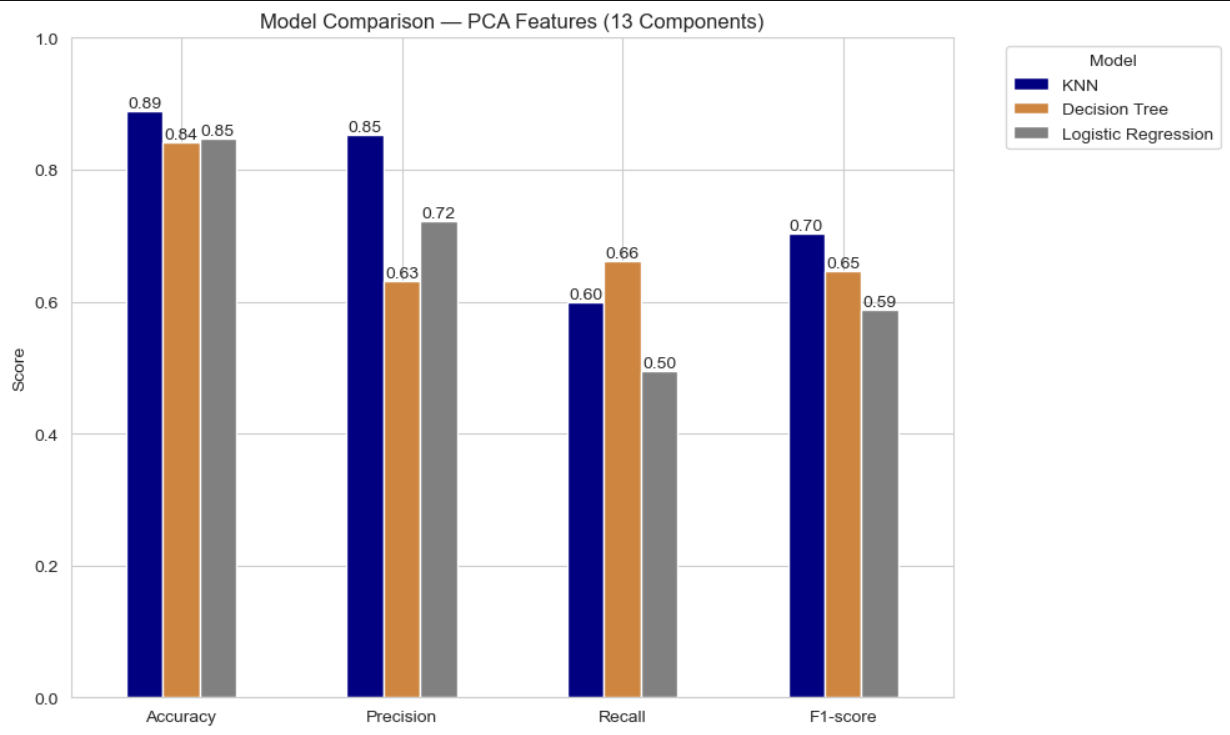 Model Comparison — PCA Features (13 Components)
Model
KNN
Decision Tree
Logistic Regression
Score
1.0
0.8
0.6
0.4
0.2
0.0
0.89
0.84
0.85
0.85
0.63
0.72
0.60
0.66
0.50
0.70
0.65
0.59
Accuracy
Precision
Recall
F1-score